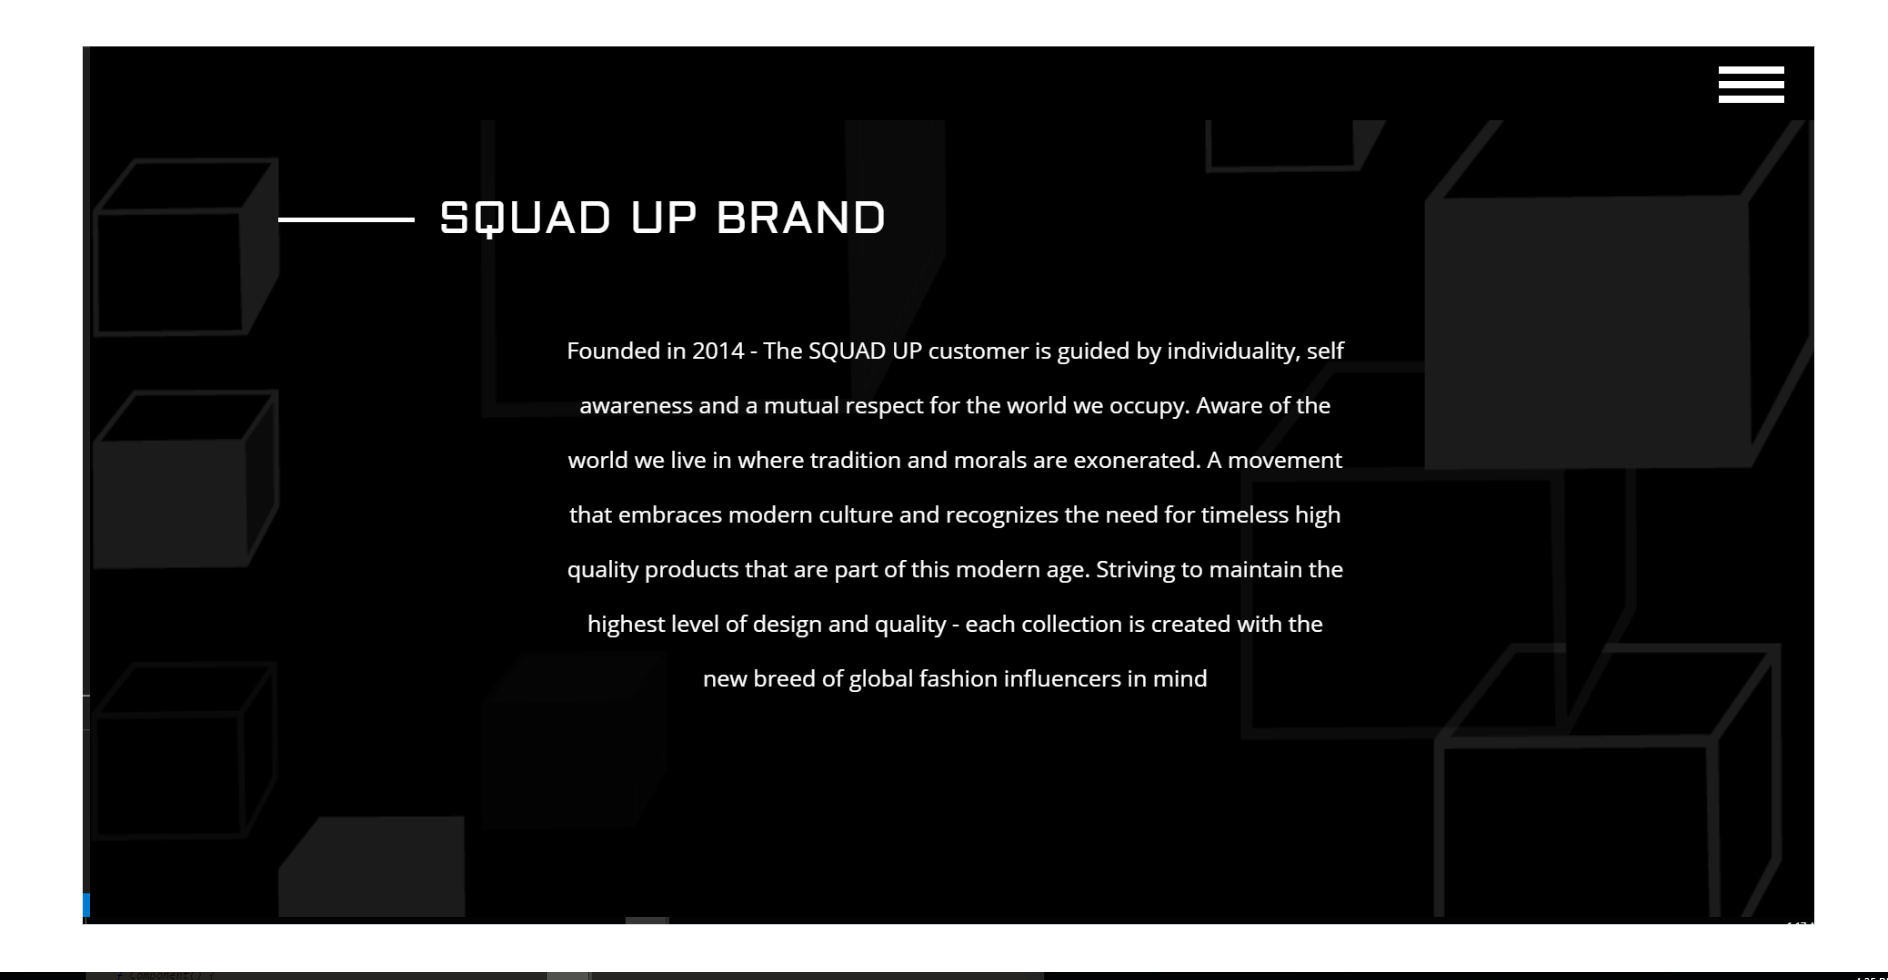 SQUAD UP BRAND
Founded in 2014 - The SQUAD UP customer is guided by individuality, self
awareness and a mutual respect for the world we occupy. Aware of the
world we live in where tradition and morals are exonerated. A movement
that embraces modern culture and recognizes the need for timeless high
quality products that are part of this modern age. Striving to maintain the
highest level of design and quality - each collection is created with the
new breed of global fashion influencers in mind